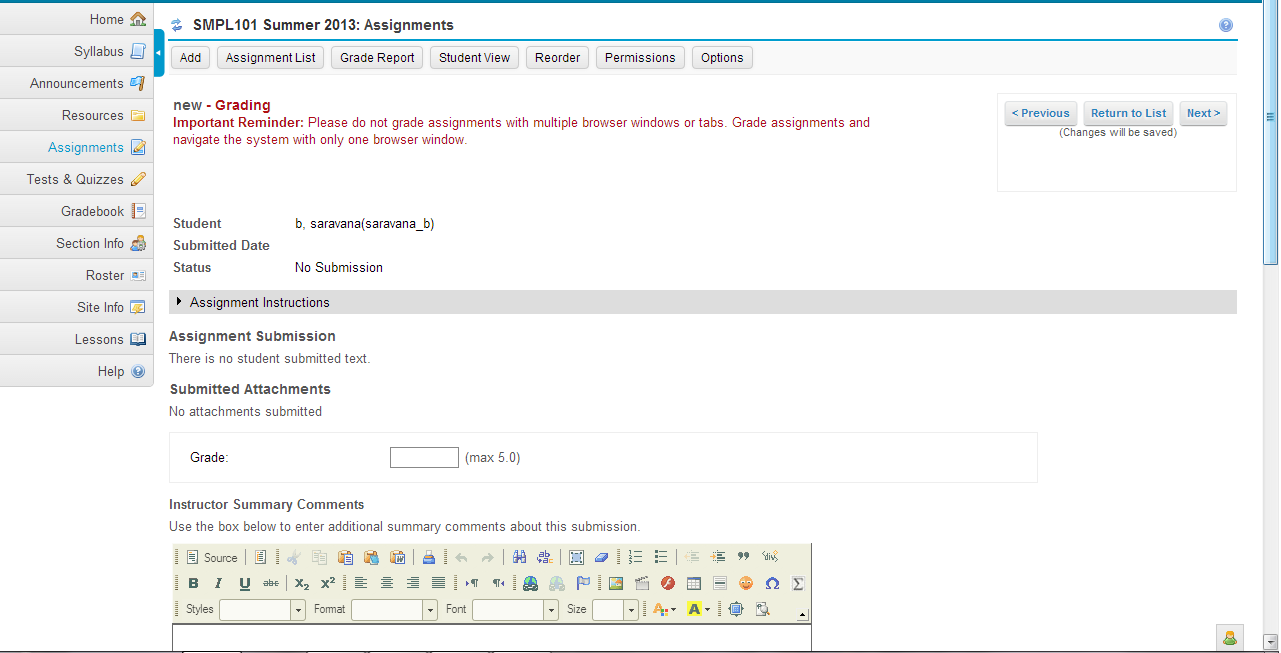 Home
Syllabus
Announcements
Resources
Assignments
Tests & Quizzes
Gradebook
Section Info
Roster
Site Info
Lessons
Help
SMPL101 Summer 2013: Assignments
Add Assignment List Grade Report Student View Reorder Permissions Options
new - Grading
Important Reminder: Please do not grade assignments with multiple browser windows or tabs. Grade assignments and
navigate the system with only one browser window.
< Previous Return to List Next >
(Changes will be saved)
Student b, saravana(saravana_b)
Submitted Date
Status No Submission
Assignment Instructions
Assignment Submission
There is no student submitted text.
Submitted Attachments
No attachments submitted
Grade: (max 5.0)
Instructor Summary Comments
Use the box below to enter additional summary comments about this submission.
Source
Styles Format Font Size